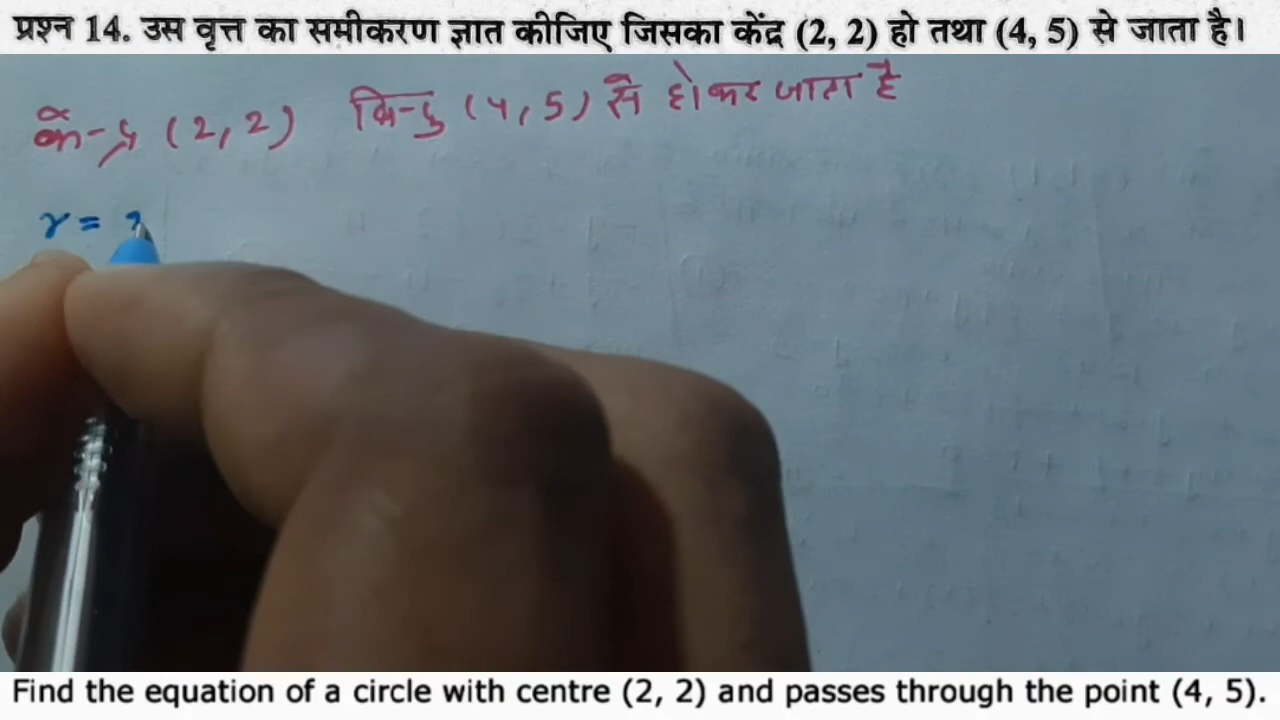 प्रश्न 14. उस वृत्त का समीकरण ज्ञात कीजिए जिसका केंद्र (2, 2) हो तथा (4, 5) से जाता है।
केन्द्र (2, 2) बिन्दु (4, 5) से होकर जाता है
r = ?
Find the equation of a circle with centre (2, 2) and passes through the point (4, 5).